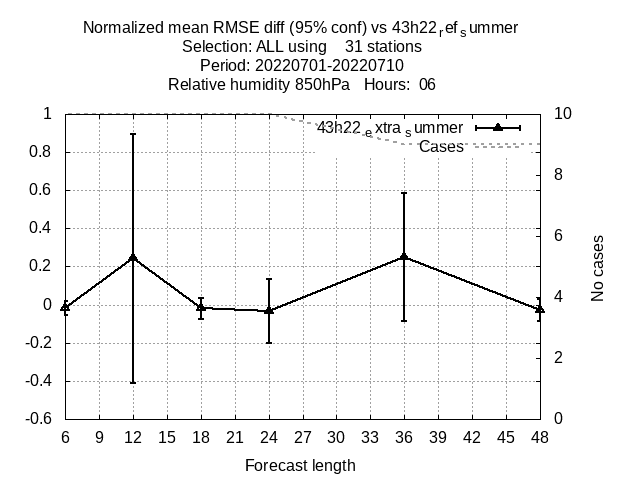 Normalized mean RMSE diff (95% conf) vs 43h22ref_summer
Selection: ALL using 31 stations
Period: 20220701-20220710
Relative humidity 850hPa Hours: 06
43h22extra_summer
Cases
1
0.8
0.6
0.4
0.2
0
-0.2
-0.4
-0.6
10
8
6
4
2
0
No cases
6 9 12 15 18 21 24 27 30 33 36 39 42 45 48
Forecast length